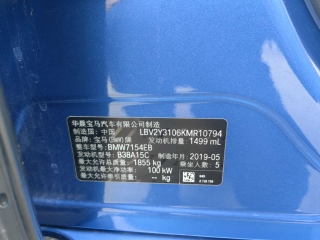 华晨宝马汽车有限公司制造
制造国: 中国 LBV2Y3106KMR10794
品牌: 宝马(BMW)牌 发动机排量 1499 mL
整车型号: BMW7154EB
发动机型号: B38A15C 制造年月 2019-05
最大允许总质量: 1855 kg
发动机最大净功率: 100 kW 乘坐人数: 5